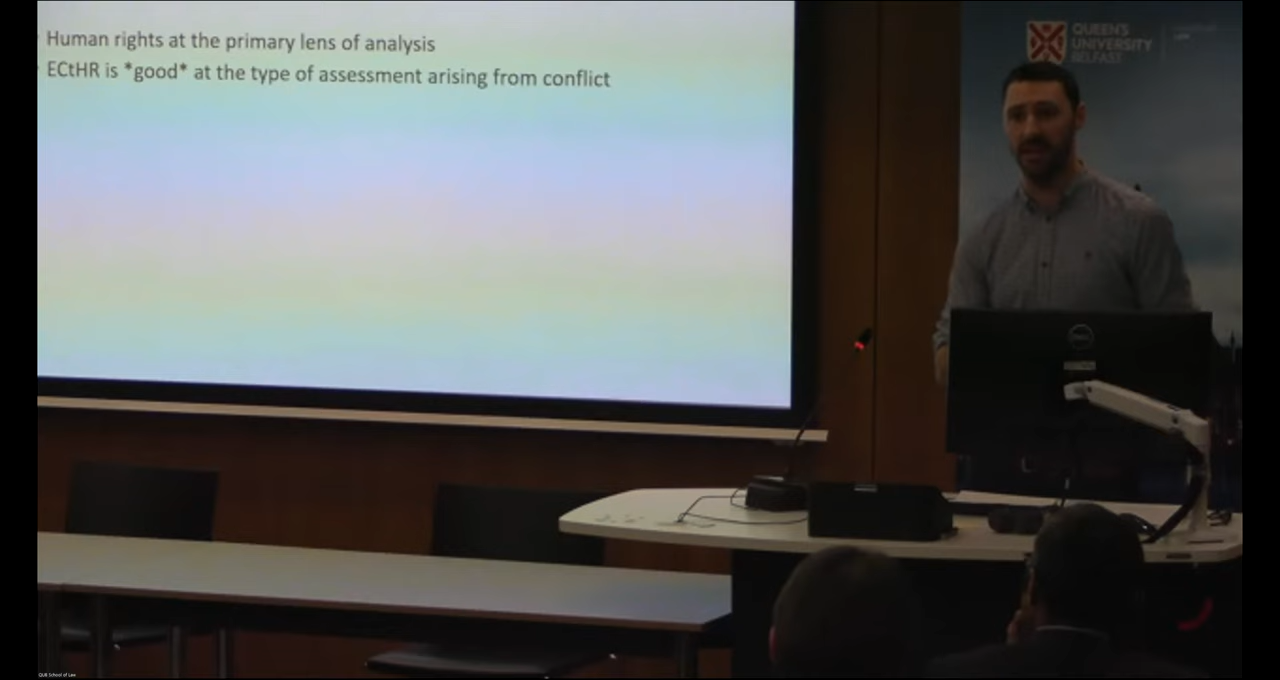 Human rights at the primary lens of analysis
ECtHR is *good* at the type of assessment arising from conflict
QUEEN'S
UNIVERSITY
BELFAST
DELL
QUB School of Law